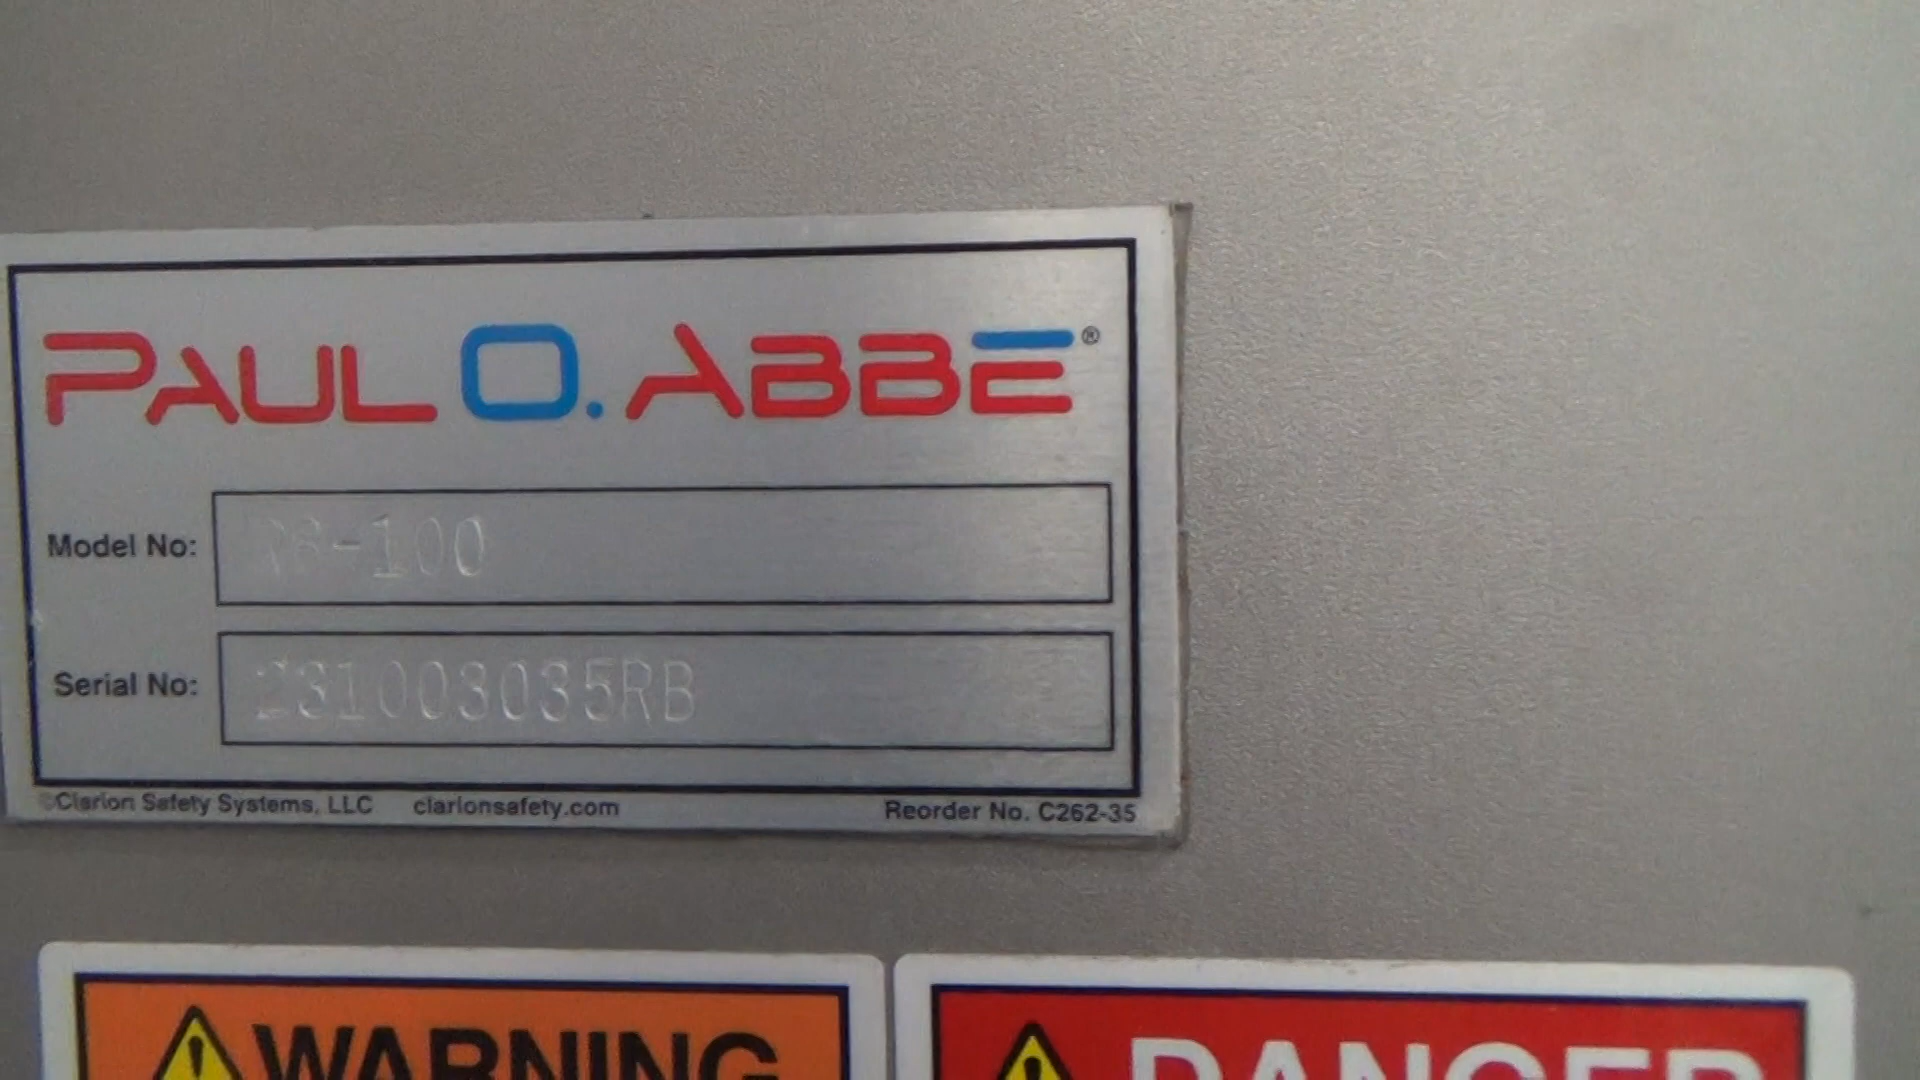 PAUL O. ABBE®
Model No: RB-100
Serial No: 231003035RB
©Clarion Safety Systems, LLC clarionsafety.com Reorder No. C262-35
WARNING
DANGER